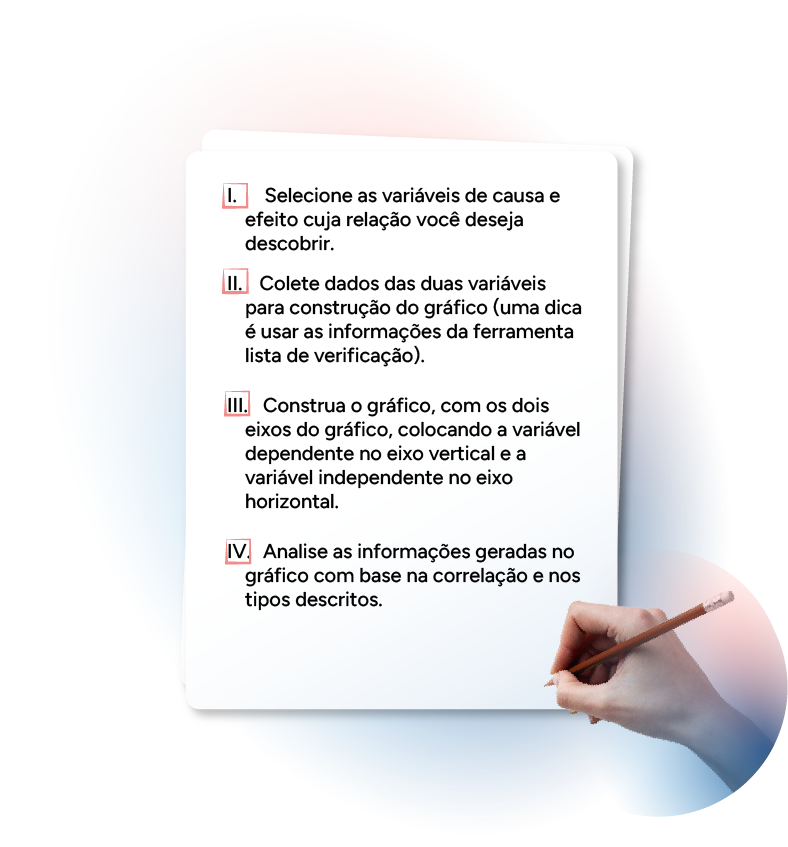 I. Selecione as variáveis de causa e
efeito cuja relação você deseja
descobrir.
II. Colete dados das duas variáveis
para construção do gráfico (uma dica
é usar as informações da ferramenta
lista de verificação).
III. Construa o gráfico, com os dois
eixos do gráfico, colocando a variável
dependente no eixo vertical e a
variável independente no eixo
horizontal.
IV. Analise as informações geradas no
gráfico com base na correlação e nos
tipos descritos.